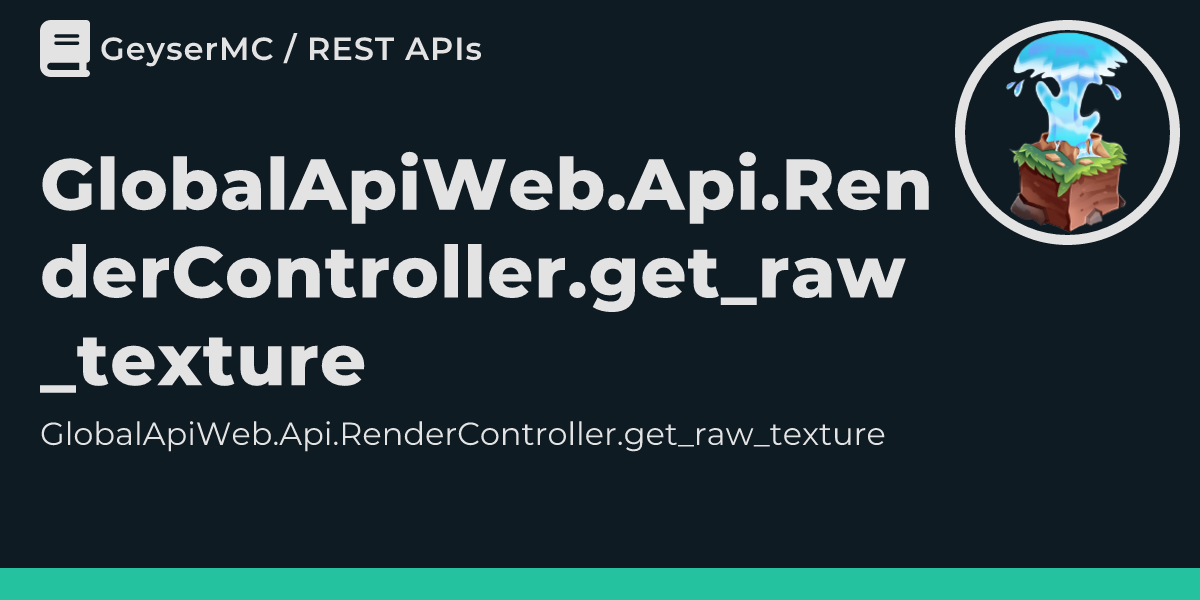 GeyserMC / REST APIs
GlobalApiWeb.Api.Ren
derController.get_raw
_texture
GlobalApiWeb.Api.RenderController.get_raw_texture